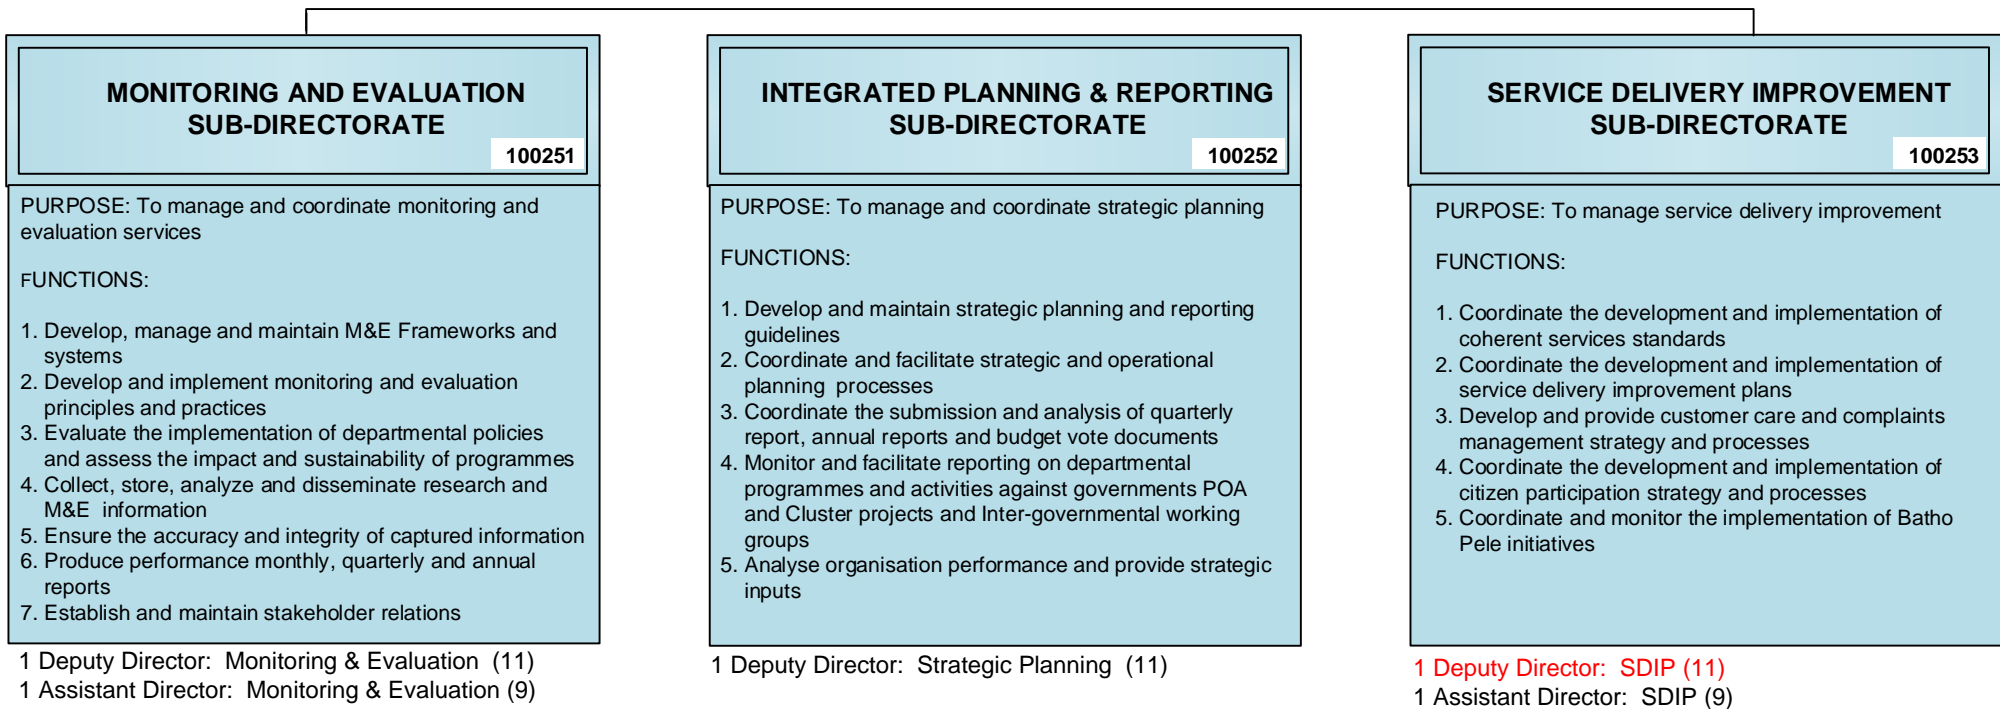 MONITORING AND EVALUATION
SUB-DIRECTORATE
100251
PURPOSE: To manage and coordinate monitoring and
evaluation services
FUNCTIONS:
1. Develop, manage and maintain M&E Frameworks and
systems
2. Develop and implement monitoring and evaluation
principles and practices
3. Evaluate the implementation of departmental policies
and assess the impact and sustainability of programmes
4. Collect, store, analyze and disseminate research and
M&E  information
5. Ensure the accuracy and integrity of captured information
6. Produce performance monthly, quarterly and annual
reports
7. Establish and maintain stakeholder relations
1 Deputy Director:  Monitoring & Evaluation  (11)
1 Assistant Director:  Monitoring & Evaluation (9)
INTEGRATED PLANNING & REPORTING
SUB-DIRECTORATE
100252
PURPOSE: To manage and coordinate strategic planning
FUNCTIONS:
1. Develop and maintain strategic planning and reporting
guidelines
2. Coordinate and facilitate strategic and operational
planning  processes
3. Coordinate the submission and analysis of quarterly
report, annual reports and budget vote documents
4. Monitor and facilitate reporting on departmental
programmes and activities against governments POA
and Cluster projects and Inter-governmental working
groups
5. Analyse organisation performance and provide strategic
inputs
1 Deputy Director:  Strategic Planning  (11)
SERVICE DELIVERY IMPROVEMENT
SUB-DIRECTORATE
100253
PURPOSE: To manage service delivery improvement
FUNCTIONS:
1. Coordinate the development and implementation of
coherent services standards
2. Coordinate the development and implementation of
service delivery improvement plans
3. Develop and provide customer care and complaints
management strategy and processes
4. Coordinate the development and implementation of
citizen participation strategy and processes
5. Coordinate and monitor the implementation of Batho
Pele initiatives
1 Deputy Director:  SDIP (11)
1 Assistant Director:  SDIP (9)